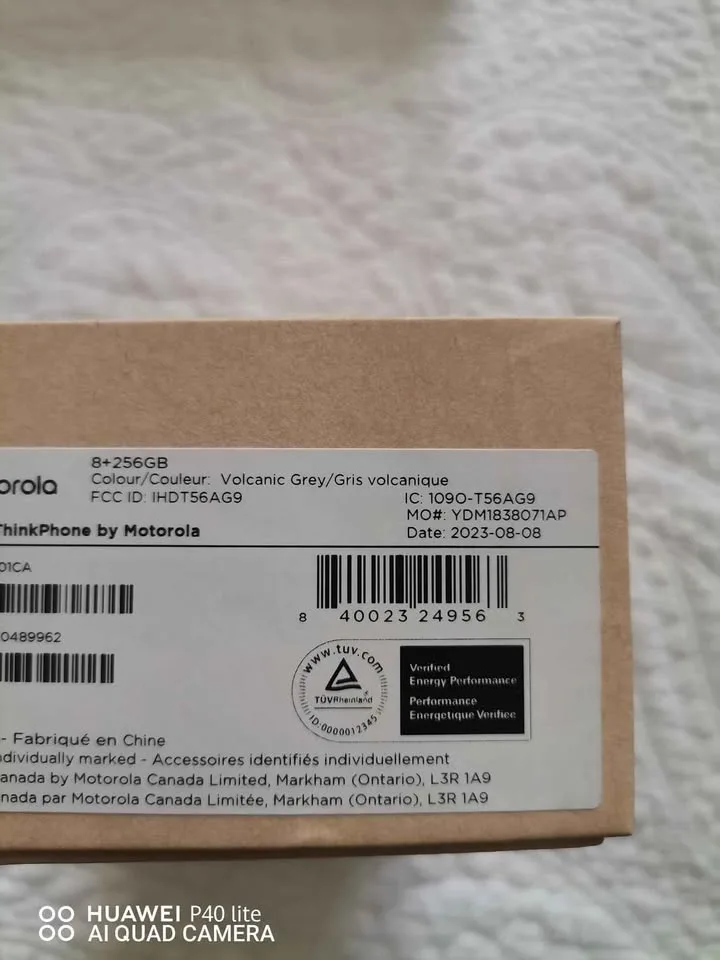 orola
8+256GB
Colour/Couleur: Volcanic Grey/Gris volcanique
FCC ID: IHDT56AG9
IC: 109O-T56AG9
MO#: YDM1838071AP
ThinkPhone by Motorola
Date: 2023-08-08
01CA
8 40023 24956 3
0489962
www.tuv.com
TÜVRheinland
ID:0000012345
Verified
Energy Performance
Performance
Energetique Verifiée
- Fabriqué en Chine
ndividually marked - Accessoires identifiés individuellement
anada by Motorola Canada Limited, Markham (Ontario), L3R 1A9
nada par Motorola Canada Limitée, Markham (Ontario), L3R 1A9
HUAWEI P40 lite
AI QUAD CAMERA